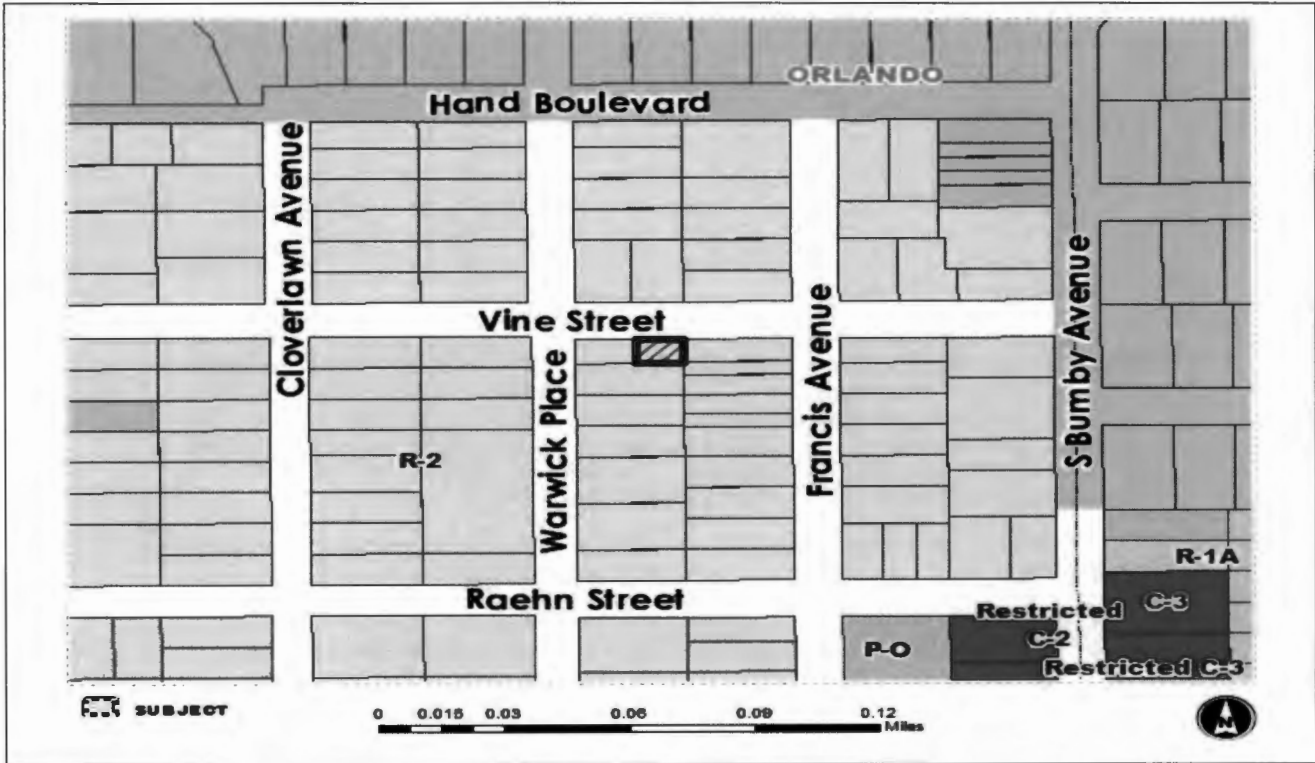 ORLANDO
Hand Boulevard
Cloverlawn Avenue
Vine Street
Warwick Place
Francis Avenue
S Bumby Avenue
R-2
R-1A
Raehn Street
Restricted C-3
C-2
P-O
Restricted C-3
SUBJECT
0 0.015 0.03 0.06 0.09 0.12
Miles
N